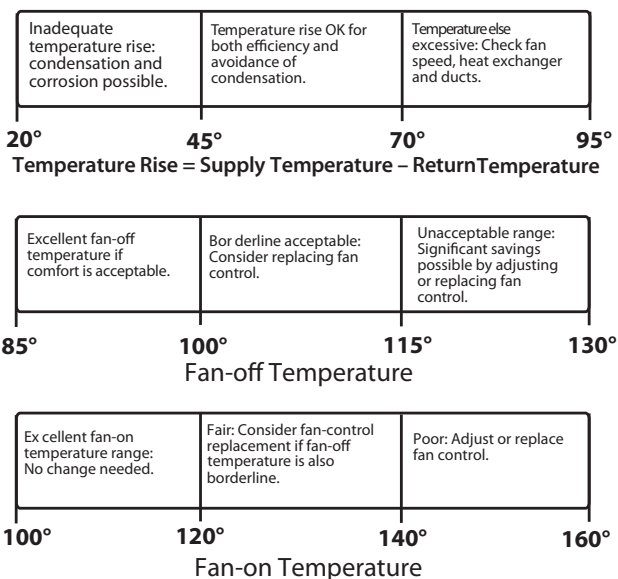 Inadequate
temperature rise:
condensation and
corrosion possible.
Temperature rise OK for
both efficiency and
avoidance of
condensation.
Temperature else
excessive: Check fan
speed, heat exchanger
and ducts.
20° 45° 70° 95°
Temperature Rise = Supply Temperature – ReturnTemperature
Excellent fan-off
temperature if
comfort is acceptable.
Bor derline acceptable:
Consider replacing fan
control.
Unacceptable range:
Significant savings
possible by adjusting
or replacing fan
control.
85° 100° 115° 130°
Fan-off Temperature
Ex cellent fan-on
temperature range:
No change needed.
Fair: Consider fan-control
replacement if fan-off
temperature is also
borderline.
Poor: Adjust or replace
fan control.
100° 120° 140° 160°
Fan-on Temperature